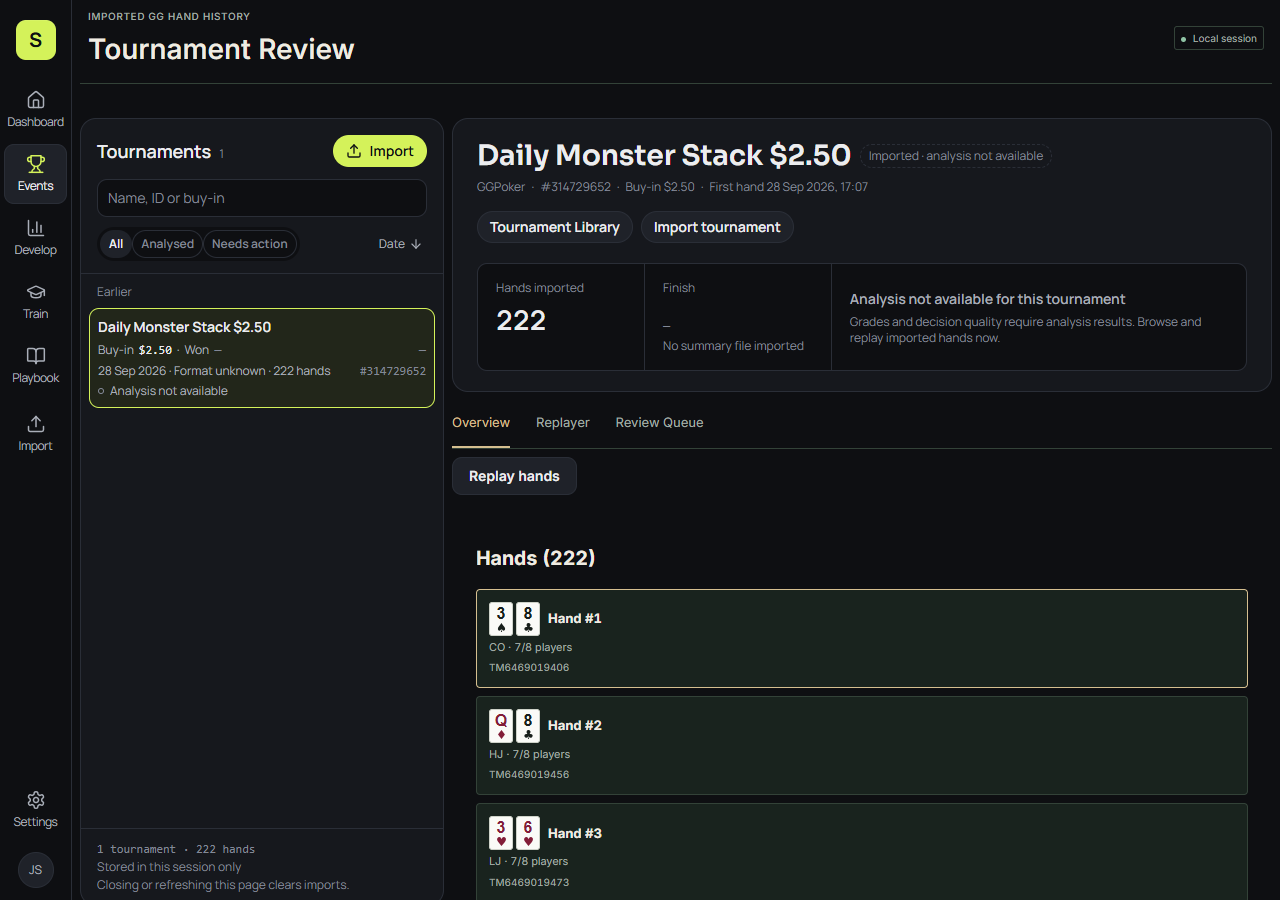 S
Dashboard
Events
Develop
Train
Playbook
Import
Settings
JS
IMPORTED GG HAND HISTORY
Tournament Review
Local session
Tournaments 1
Import
Name, ID or buy-in
All Analysed Needs action Date
Earlier
Daily Monster Stack $2.50
Buy-in $2.50 · Won — —
28 Sep 2026 · Format unknown · 222 hands #314729652
Analysis not available
1 tournament · 222 hands
Stored in this session only
Closing or refreshing this page clears imports.
Daily Monster Stack $2.50 Imported · analysis not available
GGPoker · #314729652 · Buy-in $2.50 · First hand 28 Sep 2026, 17:07
Tournament Library Import tournament
Hands imported
222
Finish
—
No summary file imported
Analysis not available for this tournament
Grades and decision quality require analysis results. Browse and
replay imported hands now.
Overview Replayer Review Queue
Replay hands
Hands (222)
3♠ 8♣ Hand #1
CO · 7/8 players
TM6469019406
Q♦ 8♣ Hand #2
HJ · 7/8 players
TM6469019456
3♥ 6♥ Hand #3
LJ · 7/8 players
TM6469019473